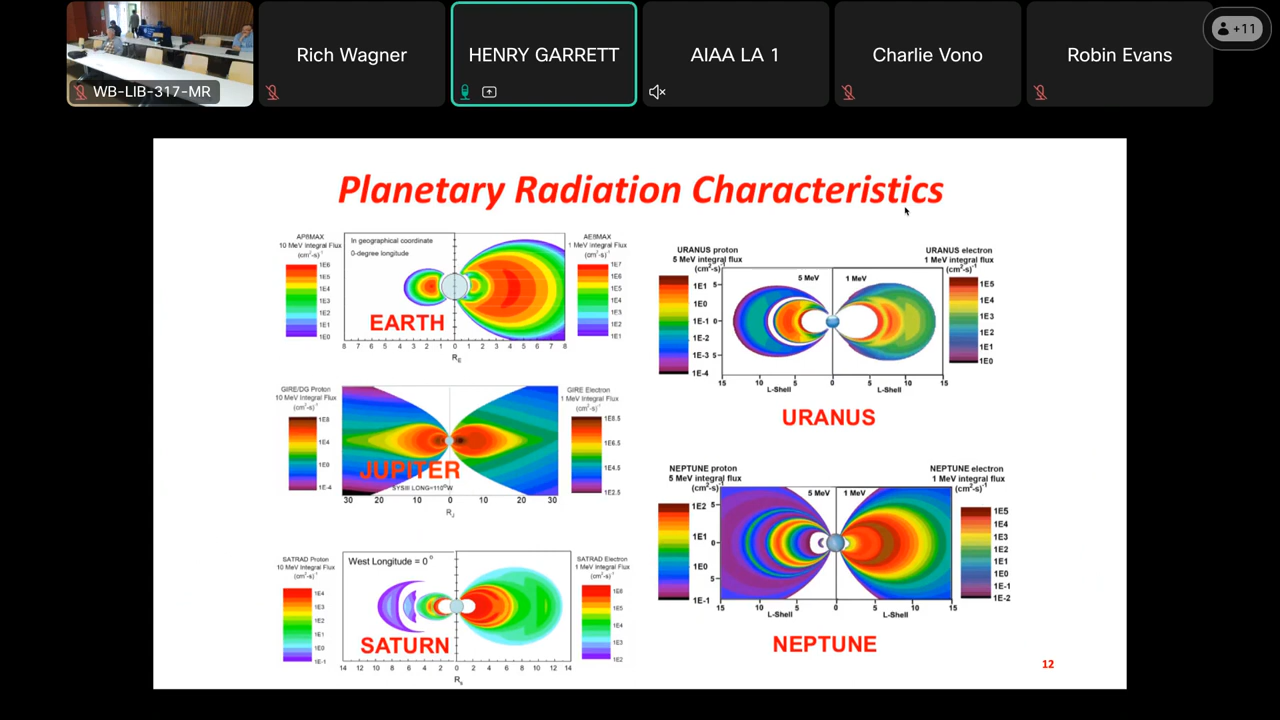 WB-LIB-317-MR
Rich Wagner
HENRY GARRETT
AIAA LA 1
Charlie Vono
Robin Evans
+11
Planetary Radiation Characteristics
AP8MAX
10 MeV Integral Flux
(cm²-s)⁻¹
1E6
1E5
1E4
1E3
1E2
1E1
1E0
In geographical coordinate
0-degree longitude
EARTH
8 7 6 5 4 3 2 1 0 1 2 3 4 5 6 7 8
R_E
AE8MAX
1 MeV Integral Flux
(cm²-s)⁻¹
1E7
1E6
1E5
1E4
1E3
1E2
1E1
GIRE/DG Proton
10 MeV Integral Flux
(cm²-s)⁻¹
1E8
1E4
1E0
1E-4
JUPITER
SYSIII LONG=110°W
30 20 10 0 10 20 30
R_J
GIRE Electron
1 MeV Integral Flux
(cm²-s)⁻¹
1E8.5
1E6.5
1E4.5
1E2.5
SATRAD Proton
10 MeV Integral Flux
(cm²-s)⁻¹
1E4
1E3
1E2
1E1
1E0
1E-1
West Longitude = 0°
SATURN
14 12 10 8 6 4 2 0 2 4 6 8 10 12 14
R_s
SATRAD Electron
1 MeV Integral Flux
(cm²-s)⁻¹
1E6
1E5
1E4
1E3
1E2
URANUS proton
5 MeV integral flux
(cm²-s)⁻¹
1E1
1E0
1E-1
1E-2
1E-3
1E-4
5
0
5
5 MeV
1 MeV
15 10 5 0 5 10 15
L-Shell
L-Shell
URANUS electron
1 MeV integral flux
(cm²-s)⁻¹
1E5
1E4
1E3
1E2
1E1
1E0
URANUS
NEPTUNE proton
5 MeV integral flux
(cm²-s)⁻¹
1E2
1E1
1E0
1E-1
5
0
5
5 MeV
1 MeV
15 10 5 0 5 10 15
L-Shell
L-Shell
NEPTUNE electron
1 MeV integral flux
(cm²-s)⁻¹
1E5
1E4
1E3
1E2
1E1
1E0
1E-1
1E-2
NEPTUNE
12